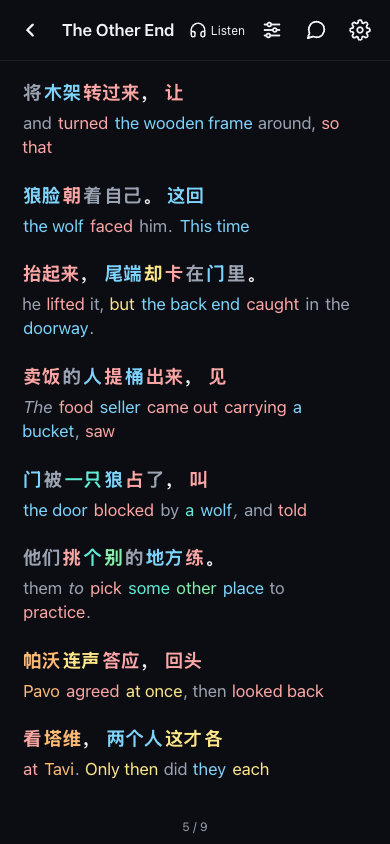 The Other End
Listen
将木架转过来， 让
and turned the wooden frame around, so
that
狼脸朝着自己。 这回
the wolf faced him. This time
抬起来， 尾端却卡在门里。
he lifted it, but the back end caught in the
doorway.
卖饭的人提桶出来， 见
The food seller came out carrying a
bucket, saw
门被一只狼占了， 叫
the door blocked by a wolf, and told
他们挑个别的地方练。
them to pick some other place to
practice.
帕沃连声答应， 回头
Pavo agreed at once, then looked back
看塔维， 两个人这才各
at Tavi. Only then did they each
5 / 9